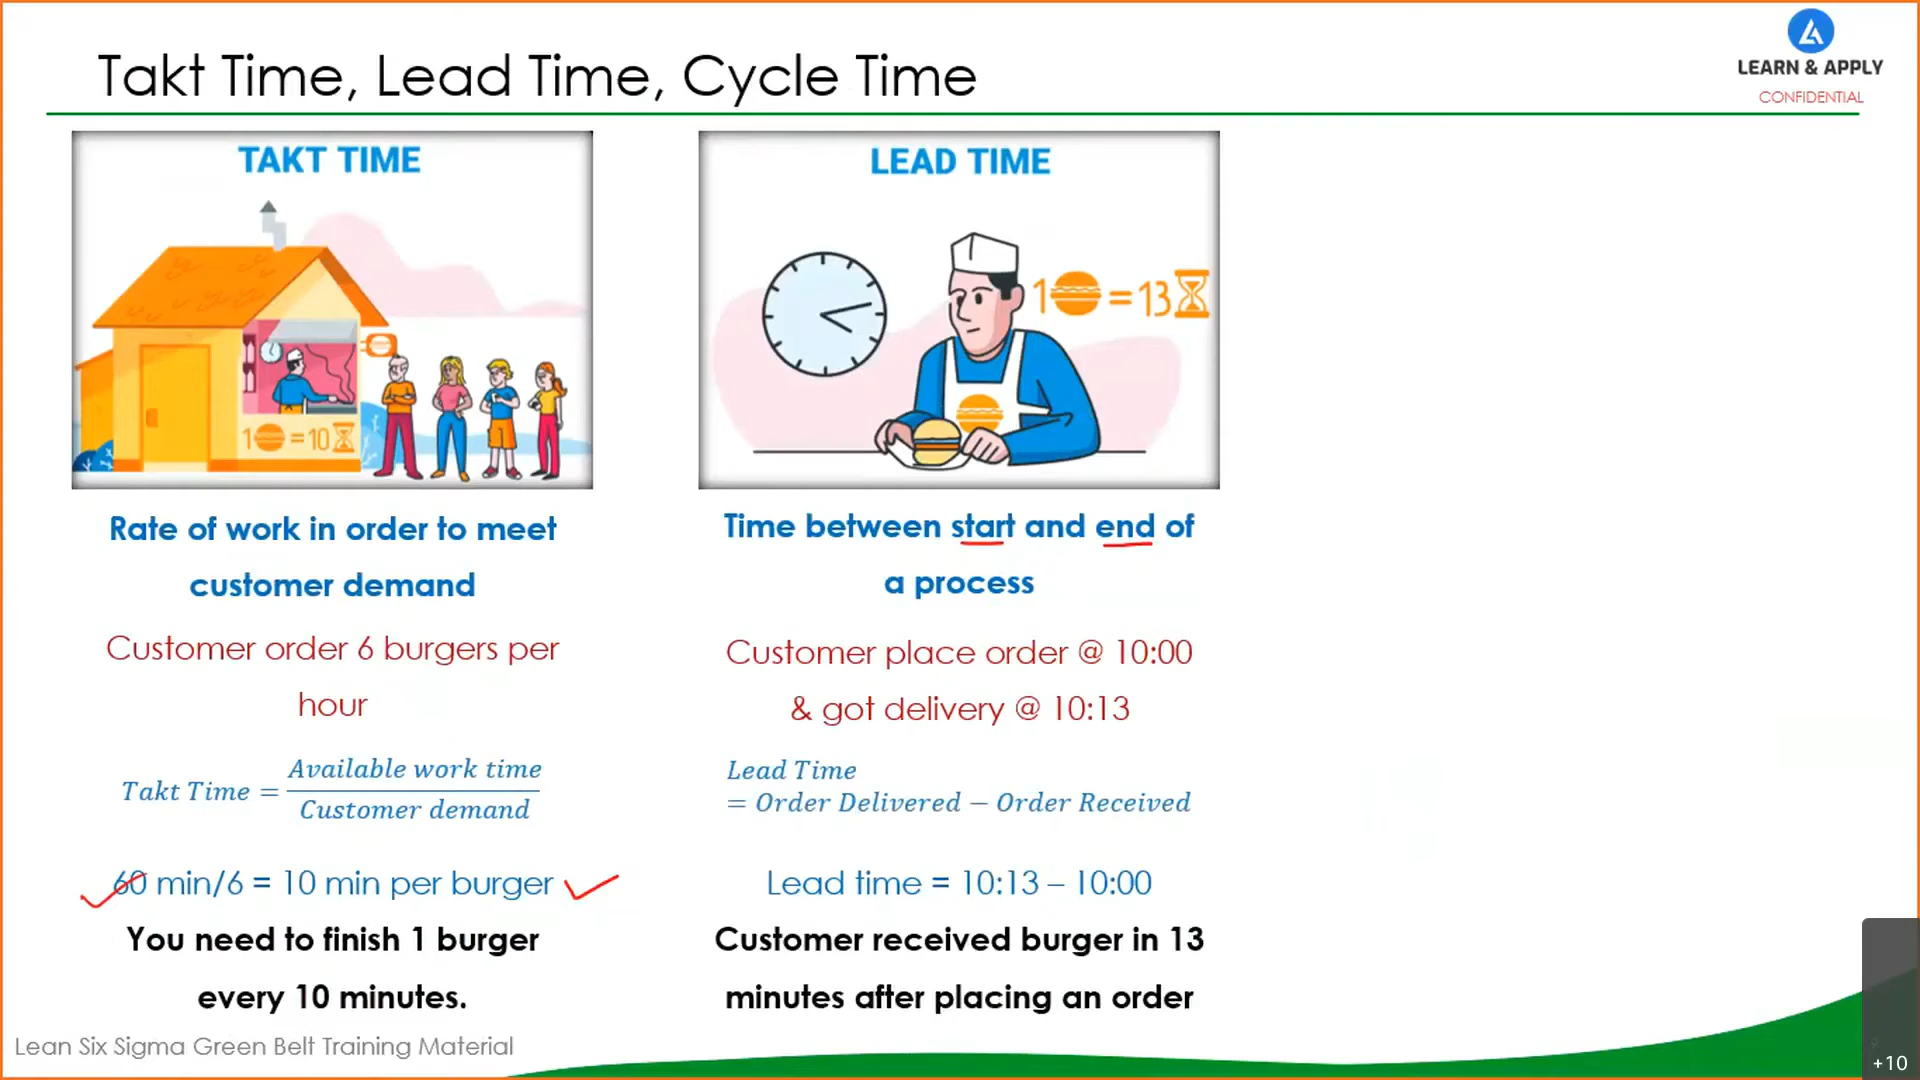 Takt Time, Lead Time, Cycle Time
LEARN & APPLY
CONFIDENTIAL
TAKT TIME
1 = 10
Rate of work in order to meet
customer demand
Customer order 6 burgers per
hour
Takt Time = Available work time
Customer demand
60 min/6 = 10 min per burger
You need to finish 1 burger
every 10 minutes.
LEAD TIME
1 = 13
Time between start and end of
a process
Customer place order @ 10:00
& got delivery @ 10:13
Lead Time
= Order Delivered – Order Received
Lead time = 10:13 – 10:00
Customer received burger in 13
minutes after placing an order
Lean Six Sigma Green Belt Training Material
+10